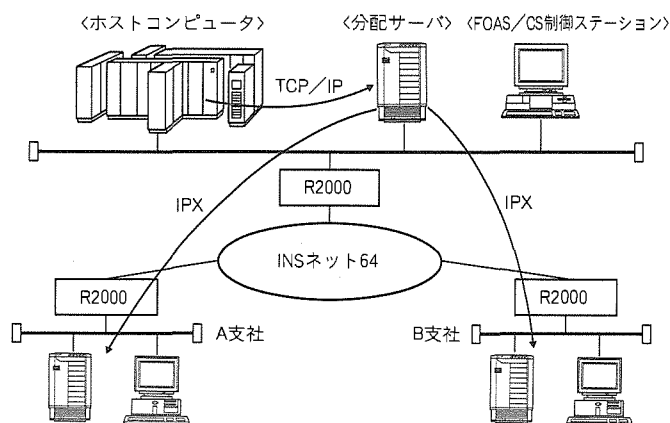 〈ホストコンピュータ〉
〈分配サーバ〉
〈FOAS／CS制御ステーション〉
TCP／IP
R2000
IPX
IPX
INSネット64
R2000
R2000
A支社
B支社